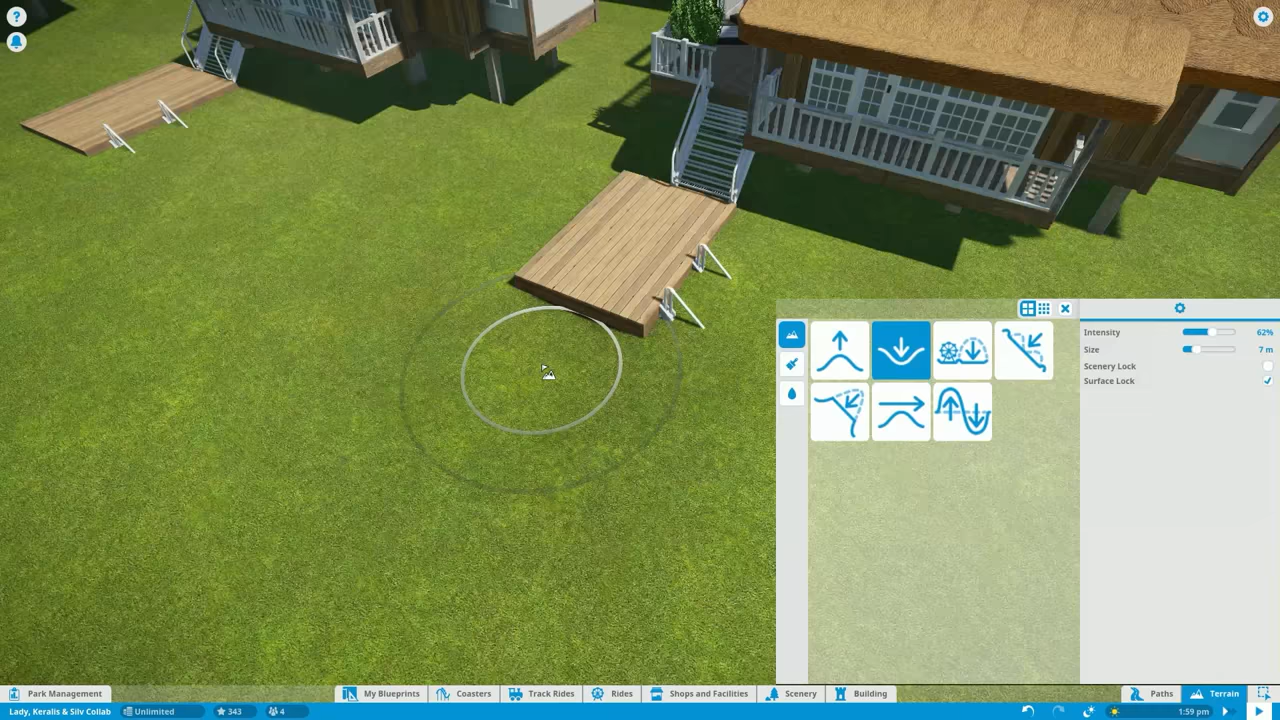 ?
Intensity 62%
Size 7 m
Scenery Lock
Surface Lock
Park Management
My Blueprints
Coasters
Track Rides
Rides
Shops and Facilities
Scenery
Building
Paths
Terrain
Lady, Keralis & Silv Collab
Unlimited
343
4
1:59 pm